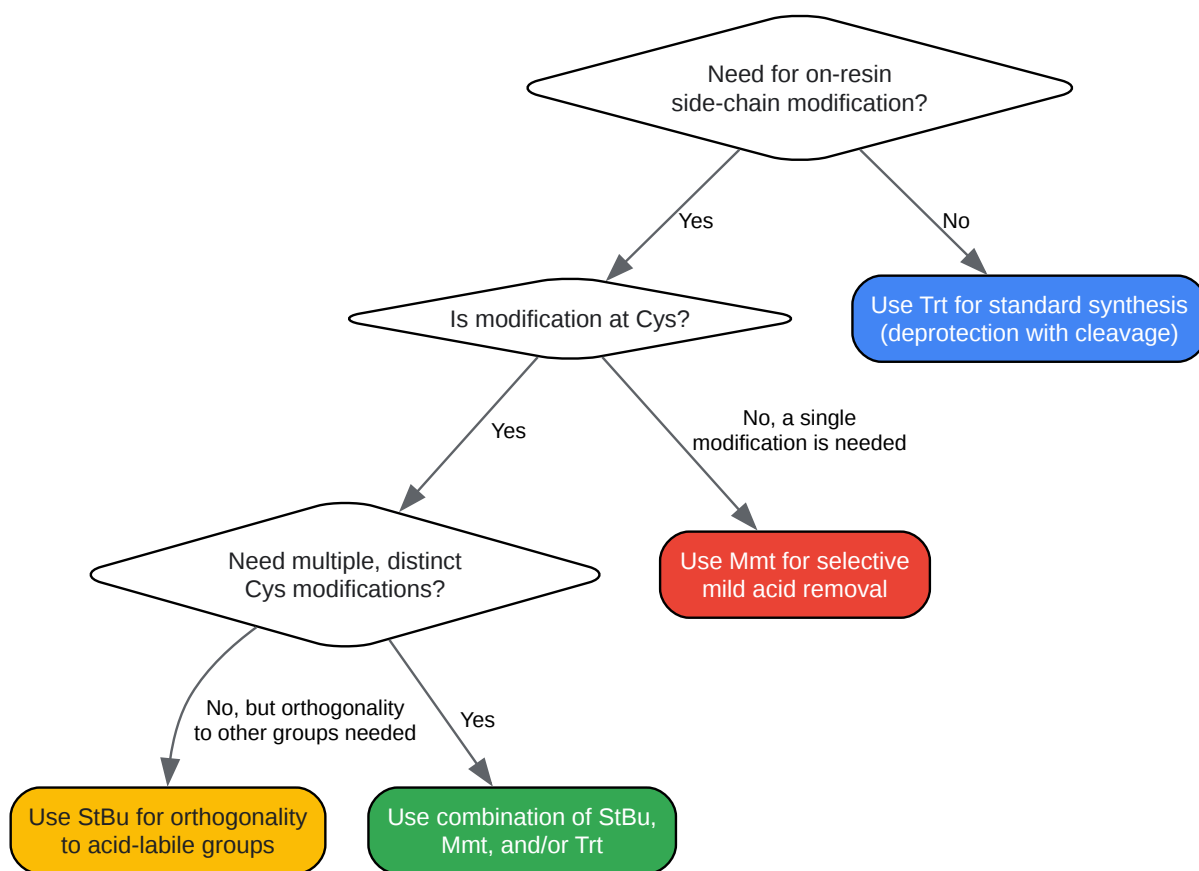 Need for on-resin
side-chain modification?
Yes
No
Is modification at Cys?
Use Trt for standard synthesis
(deprotection with cleavage)
Yes
No, a single
modification is needed
Need multiple, distinct
Cys modifications?
Use Mmt for selective
mild acid removal
No, but orthogonality
to other groups needed
Yes
Use StBu for orthogonality
to acid-labile groups
Use combination of StBu,
Mmt, and/or Trt